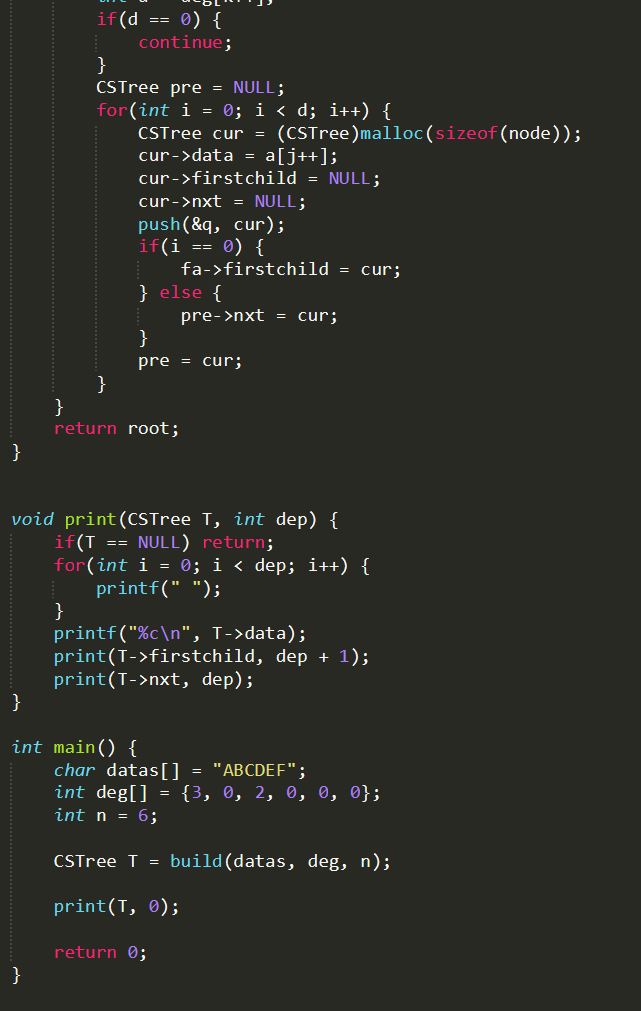 if(d == 0) {
continue;
}
CSTree pre = NULL;
for(int i = 0; i < d; i++) {
CSTree cur = (CSTree)malloc(sizeof(node));
cur->data = a[j++];
cur->firstchild = NULL;
cur->nxt = NULL;
push(&q, cur);
if(i == 0) {
fa->firstchild = cur;
} else {
pre->nxt = cur;
}
pre = cur;
}
}
return root;
}
void print(CSTree T, int dep) {
if(T == NULL) return;
for(int i = 0; i < dep; i++) {
printf(" ");
}
printf("%c\n", T->data);
print(T->firstchild, dep + 1);
print(T->nxt, dep);
}
int main() {
char datas[] = "ABCDEF";
int deg[] = {3, 0, 2, 0, 0, 0};
int n = 6;
CSTree T = build(datas, deg, n);
print(T, 0);
return 0;
}